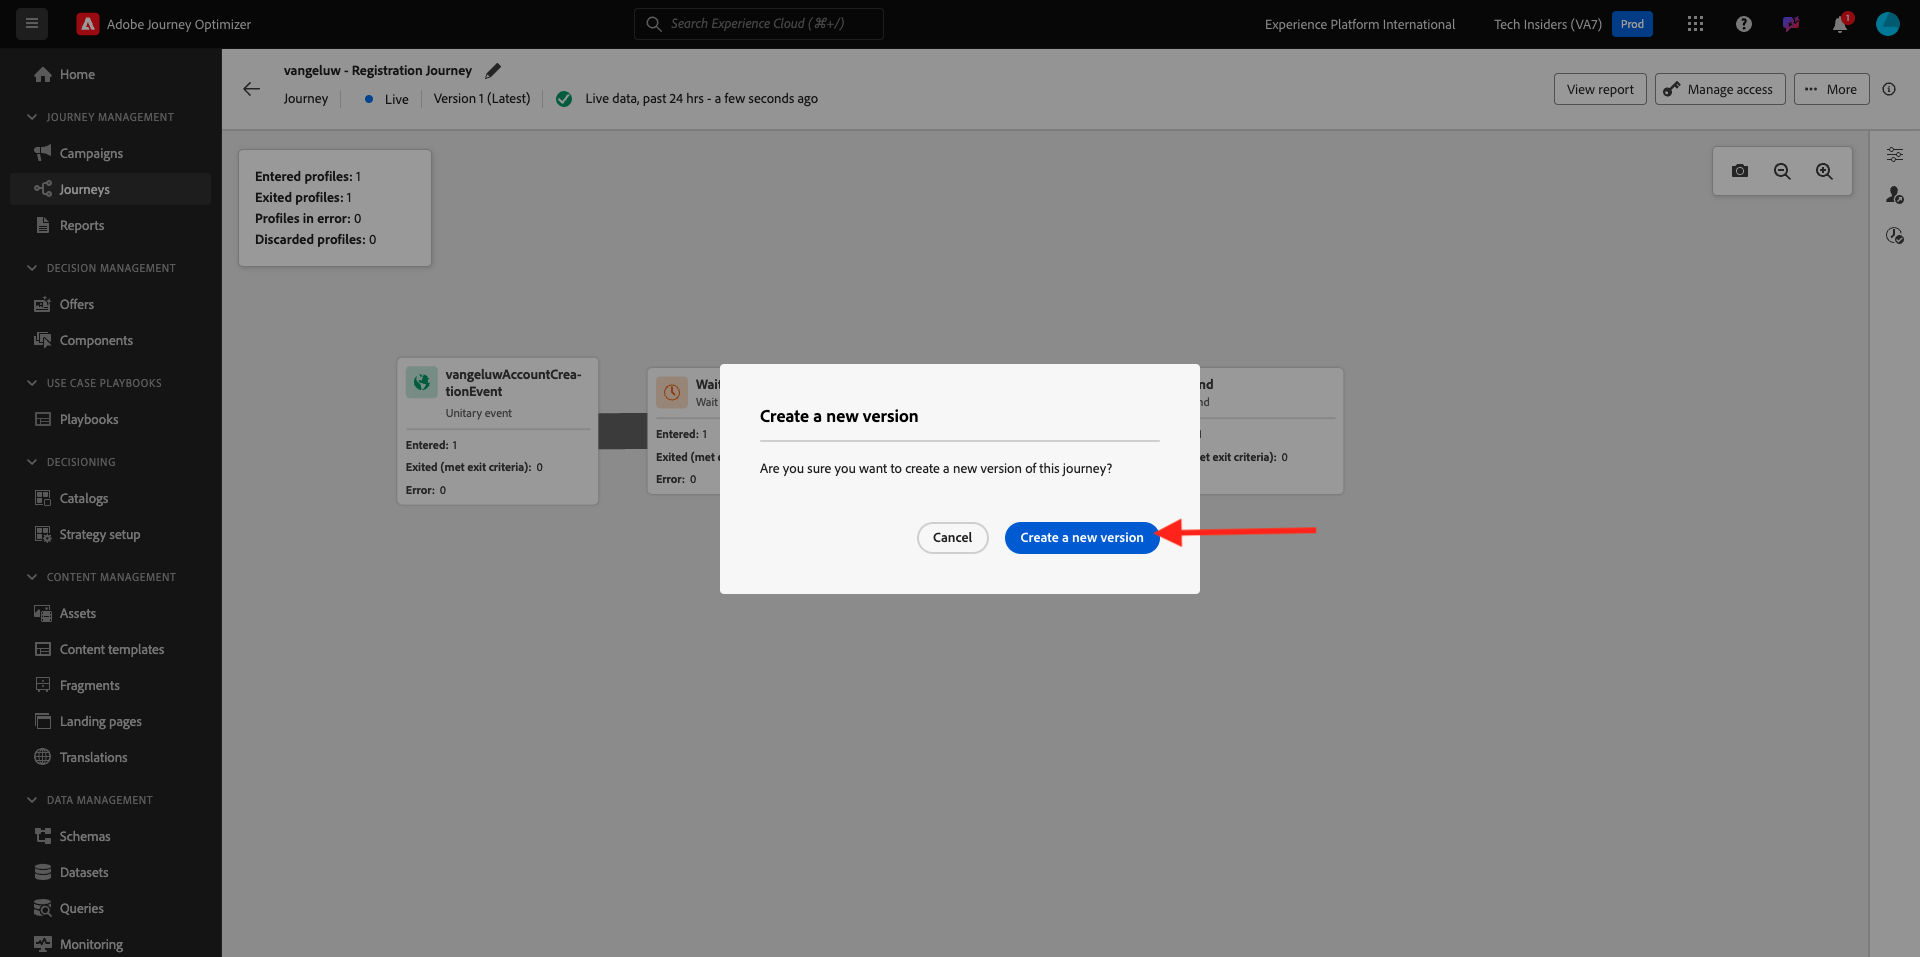 Adobe Journey Optimizer
Search Experience Cloud (⌘+/)
Experience Platform International
Tech Insiders (VA7)
Prod
1
Home
JOURNEY MANAGEMENT
Campaigns
Journeys
Reports
DECISION MANAGEMENT
Offers
Components
USE CASE PLAYBOOKS
Playbooks
DECISIONING
Catalogs
Strategy setup
CONTENT MANAGEMENT
Assets
Content templates
Fragments
Landing pages
Translations
DATA MANAGEMENT
Schemas
Datasets
Queries
Monitoring
vangeluw - Registration Journey
Journey
Live
Version 1 (Latest)
Live data, past 24 hrs - a few seconds ago
View report
Manage access
More
Entered profiles: 1
Exited profiles: 1
Profiles in error: 0
Discarded profiles: 0
vangeluwAccountCrea-
tionEvent
Unitary event
Entered: 1
Exited (met exit criteria): 0
Error: 0
Wait
Wait
Entered: 1
Exited (met e
Error: 0
nd
nd
et exit criteria): 0
Create a new version
Are you sure you want to create a new version of this journey?
Cancel
Create a new version